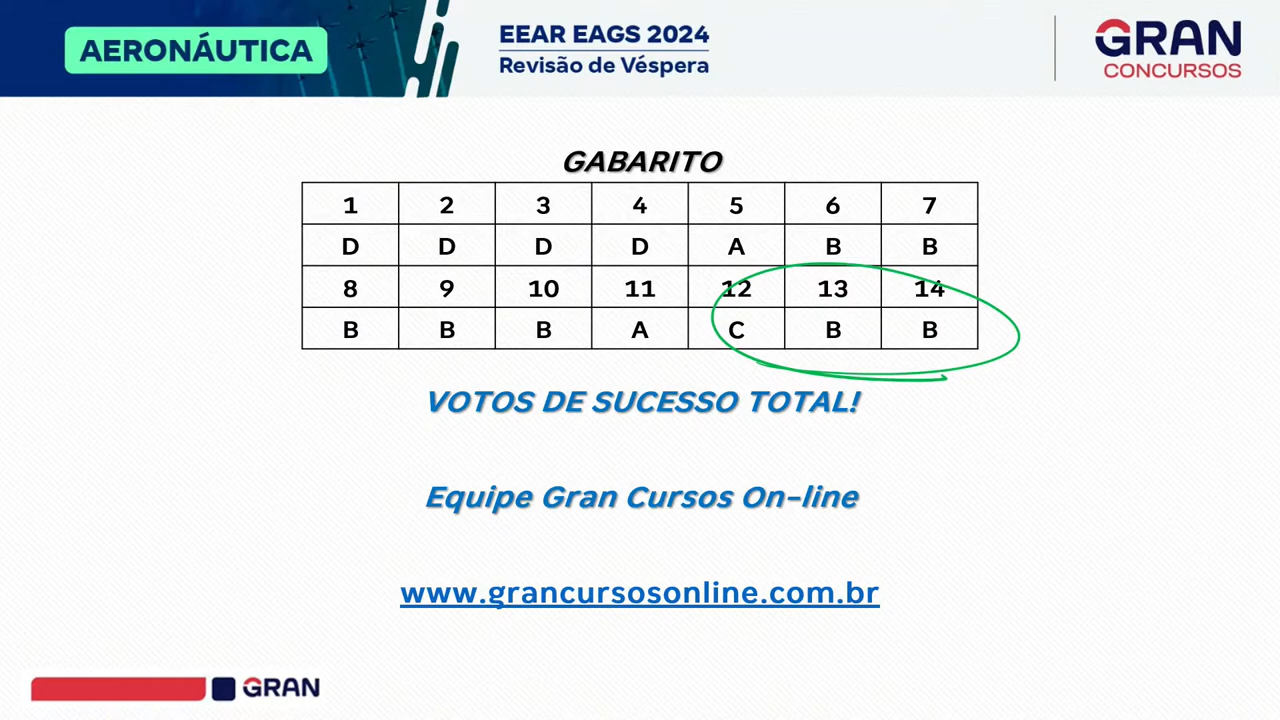 AERONÁUTICA
EEAR EAGS 2024
Revisão de Véspera
GRAN
CONCURSOS
GABARITO
1 2 3 4 5 6 7
D D D D A B B
8 9 10 11 12 13 14
B B B A C B B
VOTOS DE SUCESSO TOTAL!
Equipe Gran Cursos On-line
www.grancursosonline.com.br
GRAN